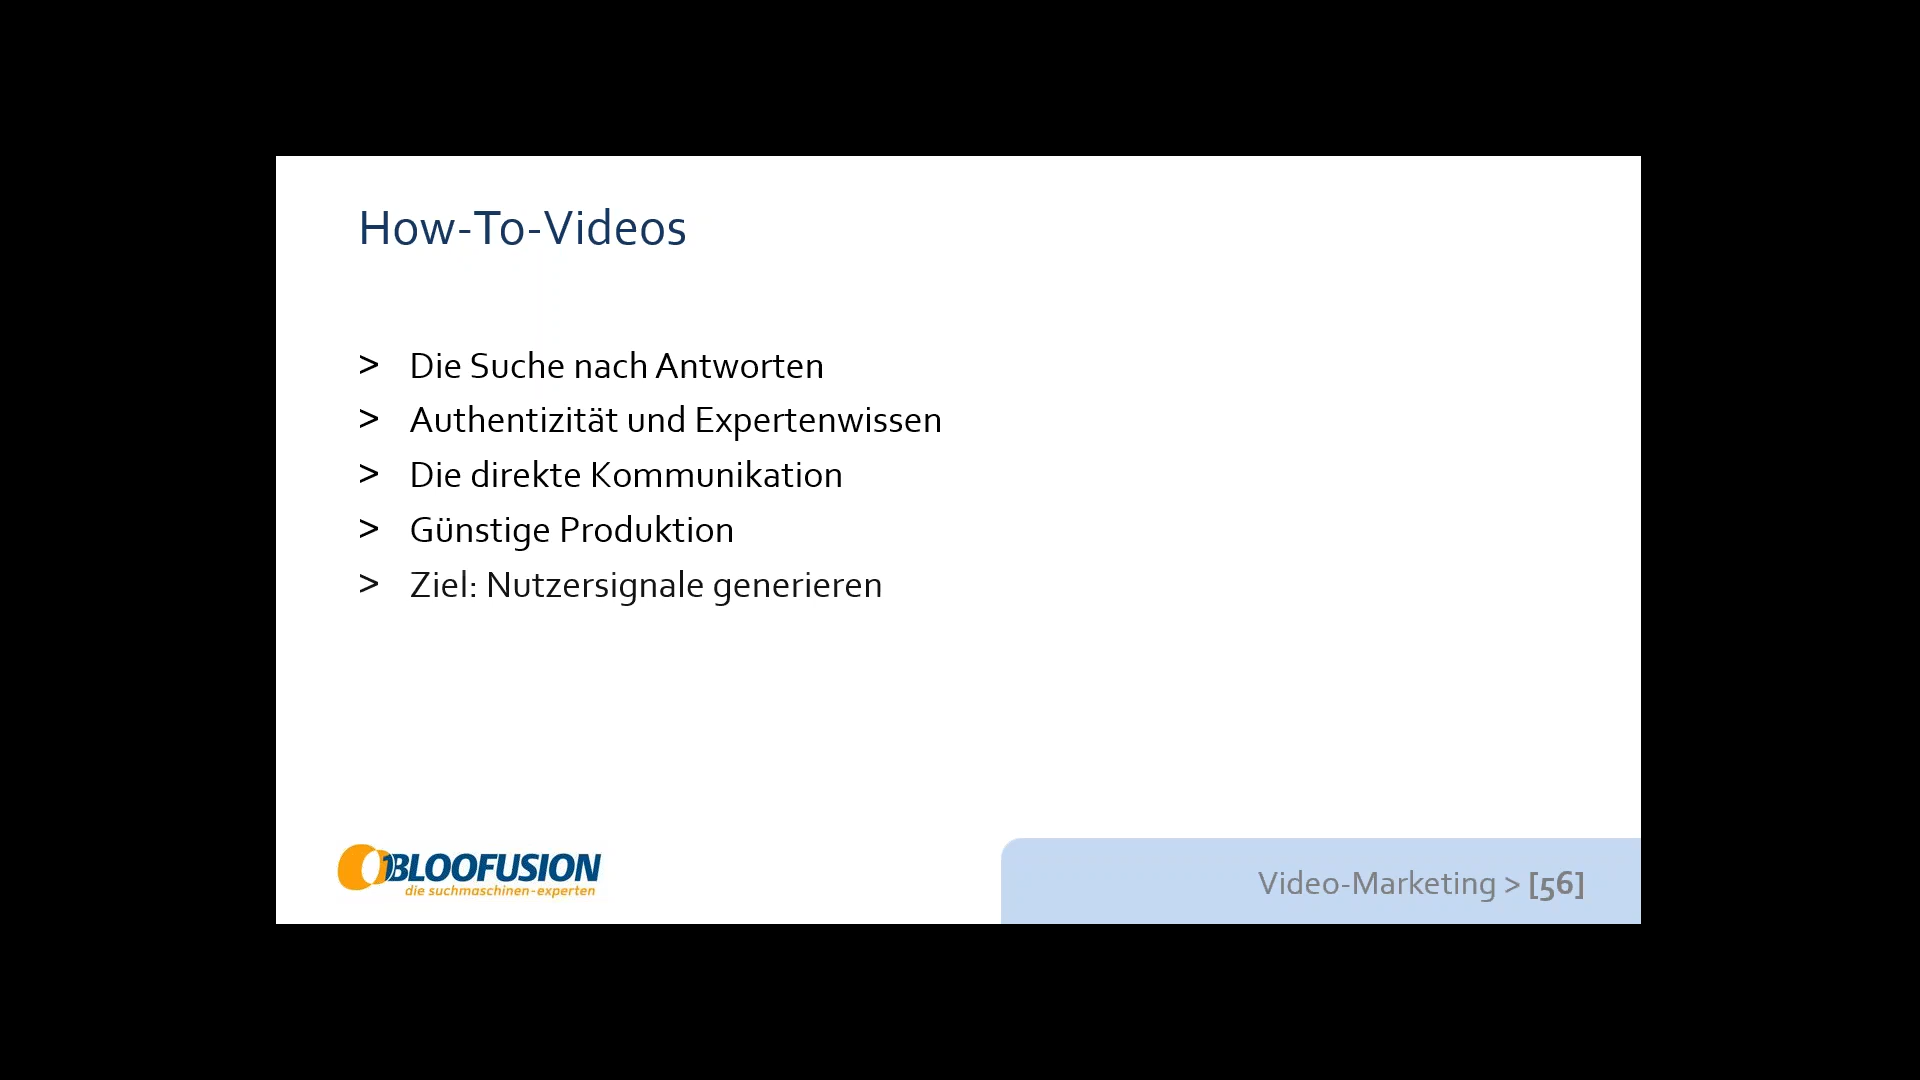 How-To-Videos
> Die Suche nach Antworten
> Authentizität und Expertenwissen
> Die direkte Kommunikation
> Günstige Produktion
> Ziel: Nutzersignale generieren
BLOOFUSION
die suchmaschinen-experten
Video-Marketing > [56]